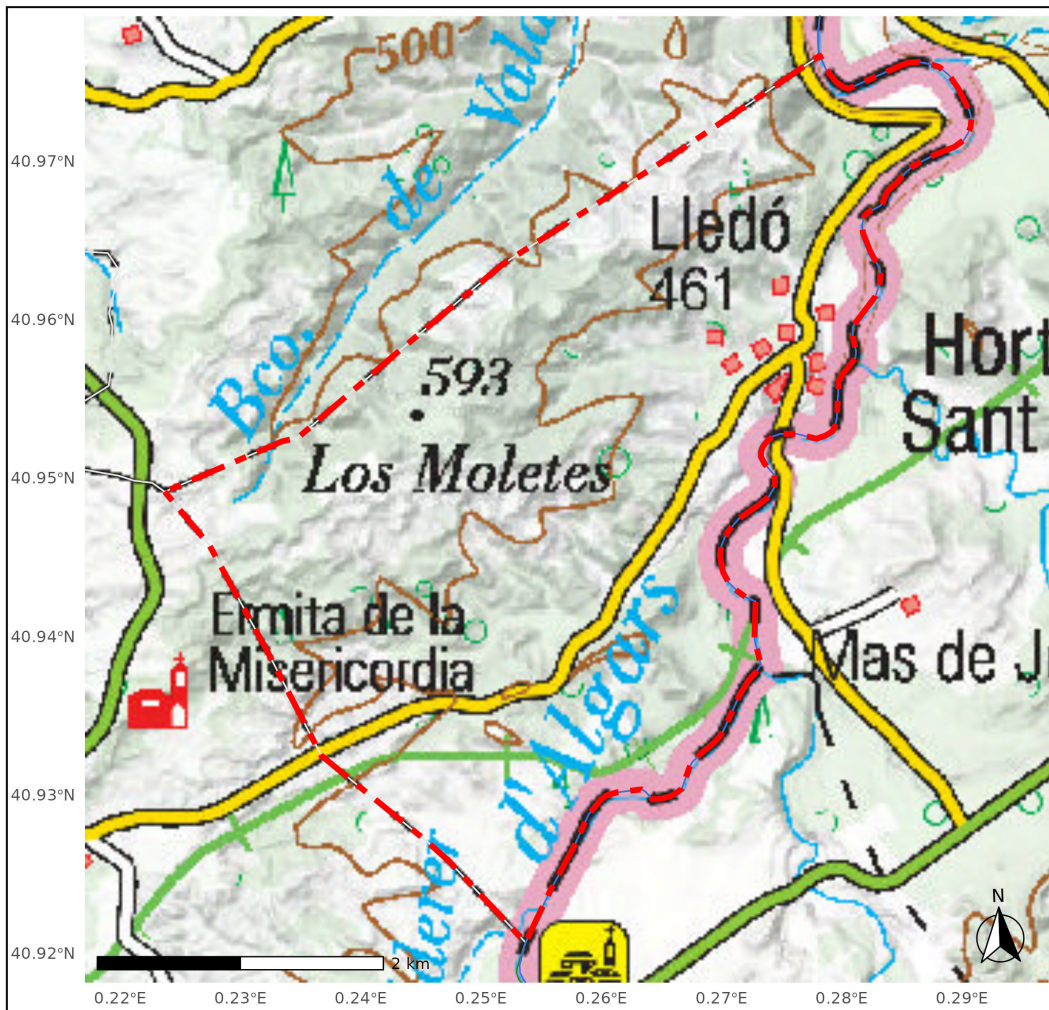 500
Bco. de Vald
40.97°N
Lledó
461
40.96°N
Hort
593
Sant
Los Moletes
40.95°N
40.94°N
Ermita de la
Misericordia
Mas de J
d'Algars
40.93°N
40.92°N
2 km
N
0.22°E 0.23°E 0.24°E 0.25°E 0.26°E 0.27°E 0.28°E 0.29°E